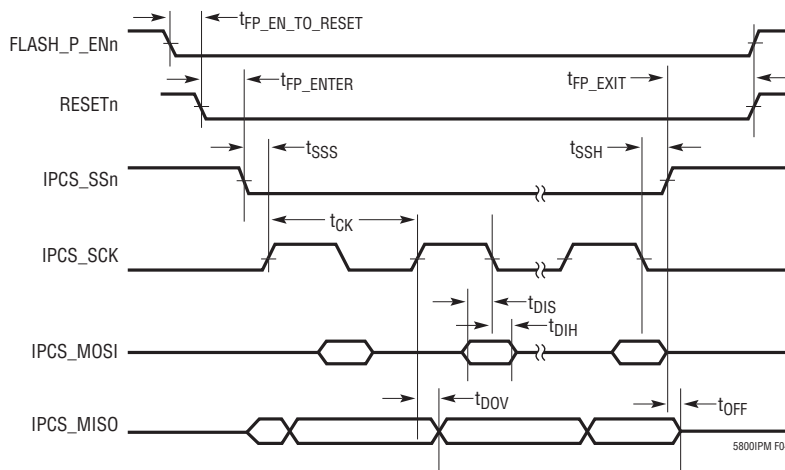 tFP_EN_TO_RESET
FLASH_P_ENn
tFP_ENTER
tFP_EXIT
RESETn
tSSS
tSSH
IPCS_SSn
tCK
IPCS_SCK
tDIS
tDIH
IPCS_MOSI
tDOV
tOFF
IPCS_MISO
5800IPM F0